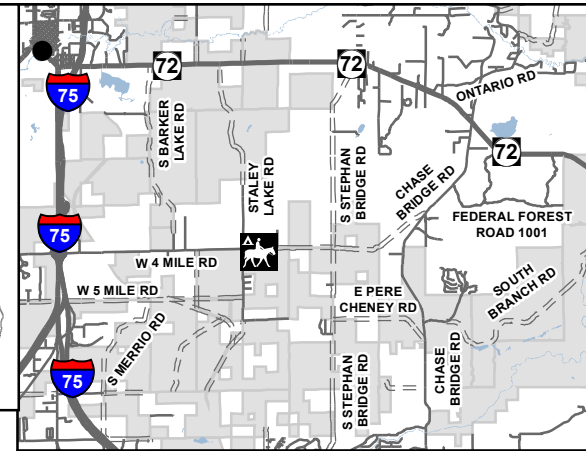 72
72
75
ONTARIO RD
S BARKER
LAKE RD
STALEY
LAKE RD
S STEPHAN
BRIDGE RD
CHASE
BRIDGE RD
72
75
FEDERAL FOREST
ROAD 1001
W 4 MILE RD
W 5 MILE RD
E PERE
CHENEY RD
SOUTH
BRANCH RD
S MERRIO RD
75
S STEPHAN
BRIDGE RD
CHASE
BRIDGE RD